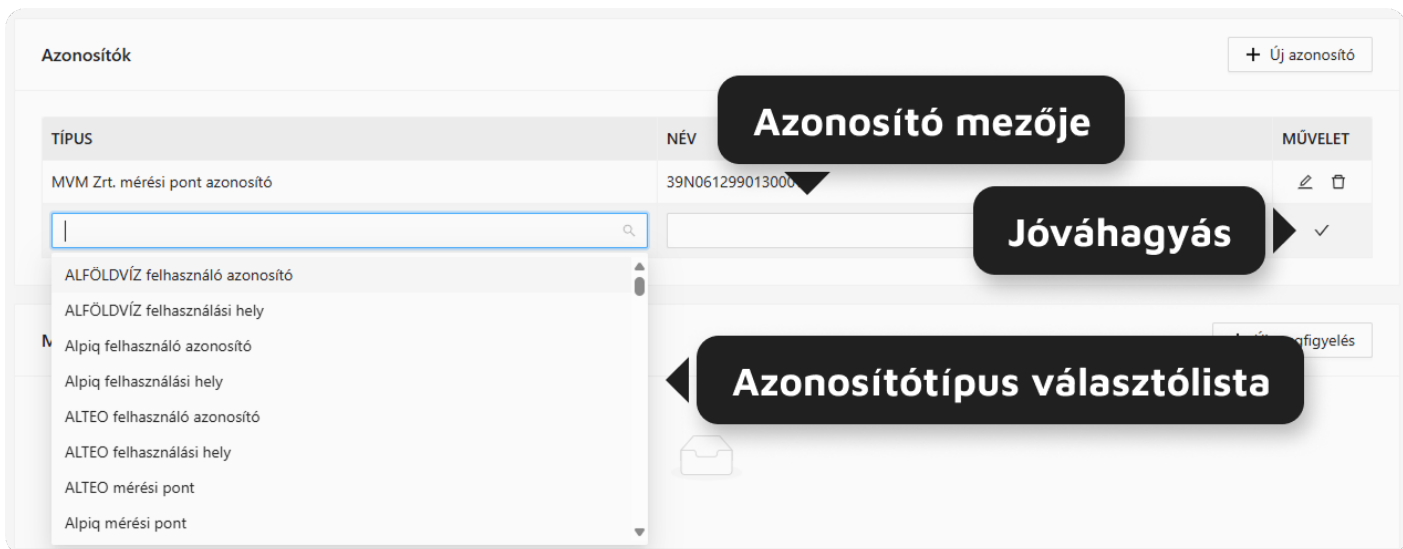 Azonosítók
Új azonosító
Azonosító mezője
TÍPUS
NÉV
MŰVELET
MVM Zrt. mérési pont azonosító
39N061299013000
Jóváhagyás
ALFÖLDVÍZ felhasználó azonosító
ALFÖLDVÍZ felhasználási hely
Alpiq felhasználó azonosító
Alpiq felhasználási hely
Azonosítótípus választólista
ALTEO felhasználó azonosító
ALTEO felhasználási hely
ALTEO mérési pont
Alpiq mérési pont